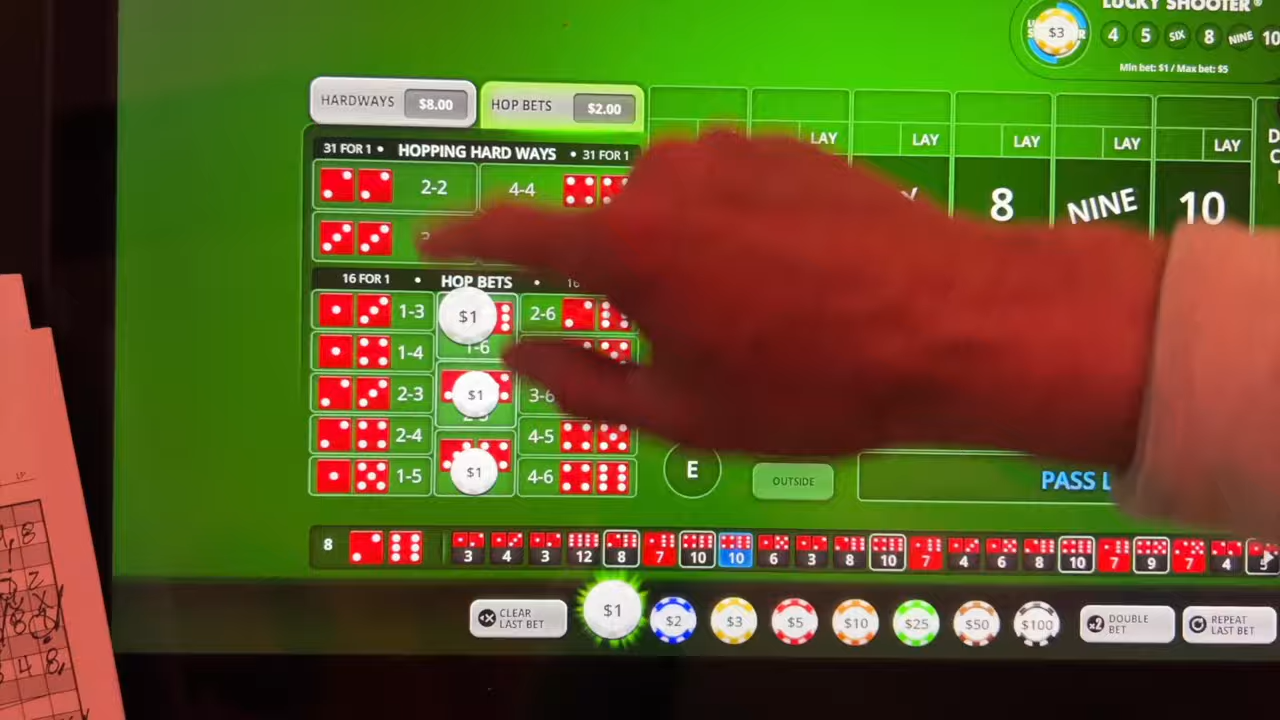 LUCKY SHOOTER®
$3 4 5 SIX 8 NINE 10
Min bet: $1 / Max bet: $5
HARDWAYS $8.00 HOP BETS $2.00
LAY LAY LAY LAY LAY
31 FOR 1 • HOPPING HARD WAYS • 31 FOR 1
2-2 4-4
8 NINE 10
16 FOR 1 • HOP BETS •
1-3 $1 2-6
1-6
1-4
2-3 $1 3-6
2-4 4-5
1-5 $1 4-6
E OUTSIDE PASS L
8 3 4 3 12 8 7 10 10 6 3 8 10 7 4 6 8 10 7 9 7 4 5
CLEAR LAST BET $1 $2 $3 $5 $10 $25 $50 $100 X2 DOUBLE BET REPEAT LAST BET